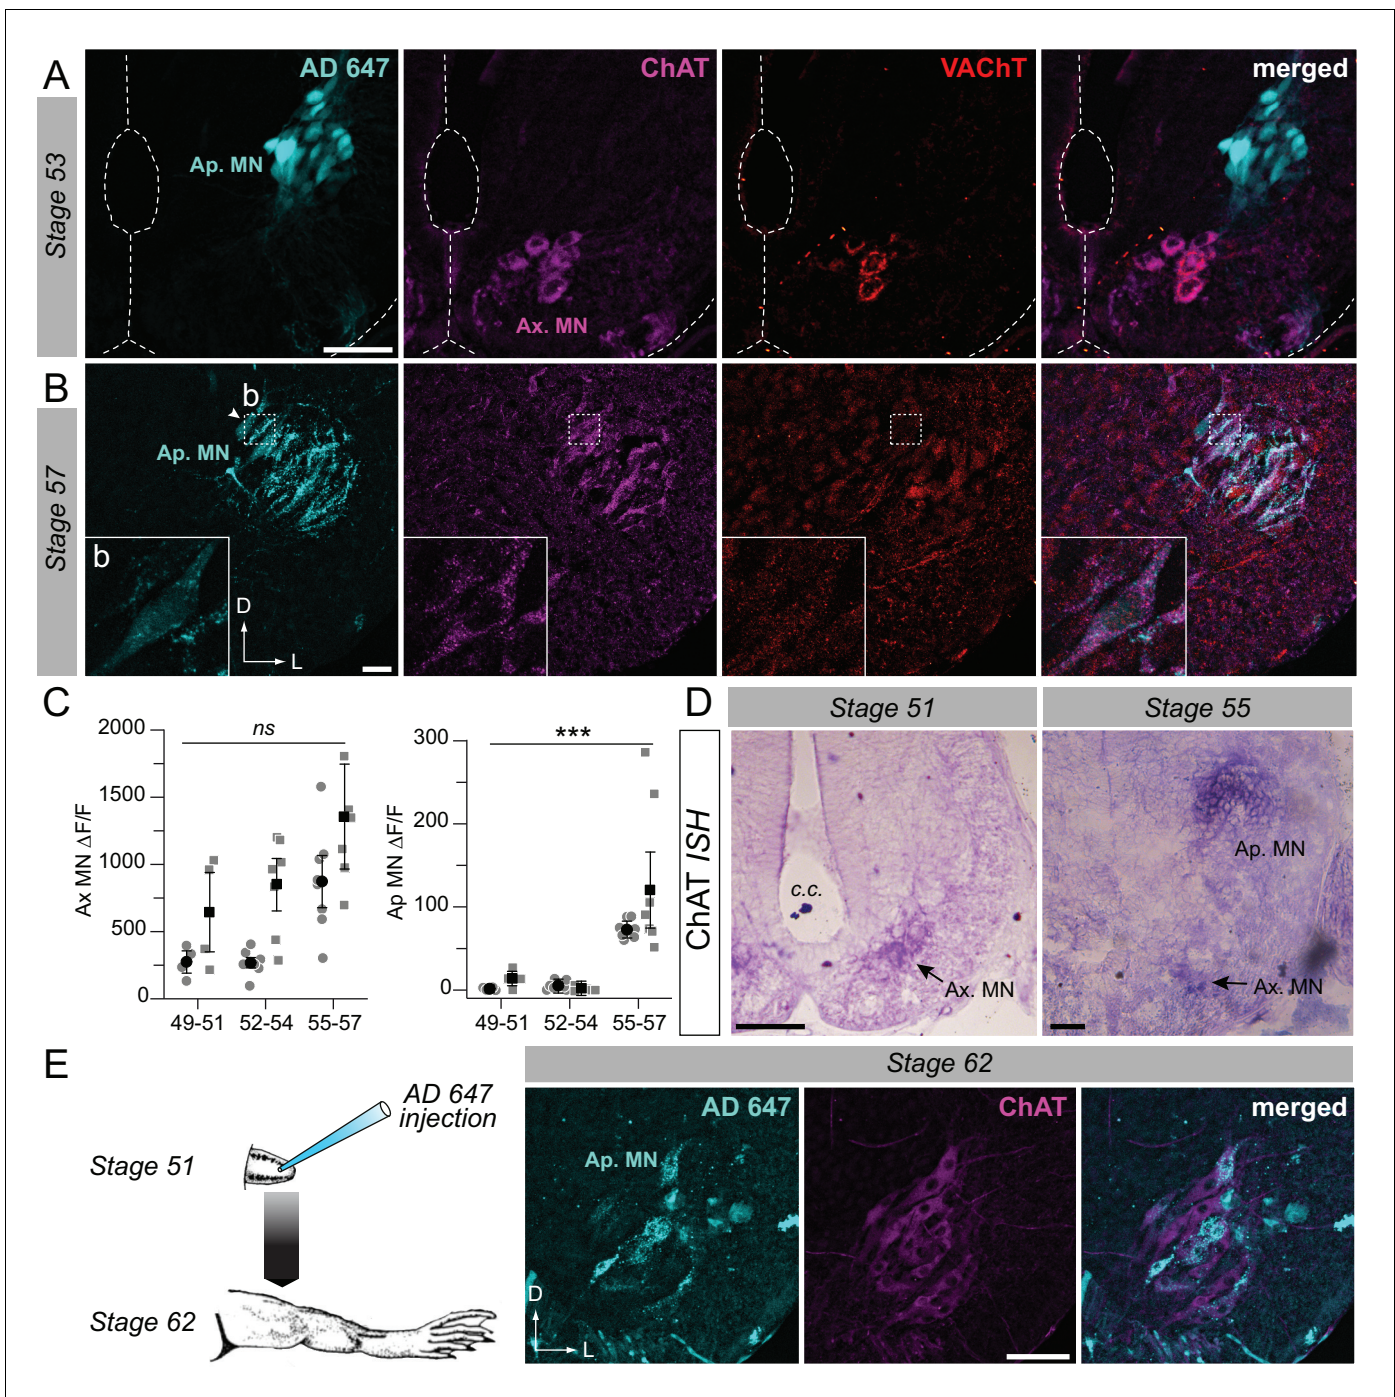 A
Stage 53
AD 647
Ap. MN
ChAT
Ax. MN
VAChT
merged
B
Stage 57
b
Ap. MN
b
D
L
C
2000
1500
1000
500
0
Ax MN ΔF/F
ns
49-51
52-54
55-57
300
200
100
0
Ap MN ΔF/F
***
49-51
52-54
55-57
D
ChAT ISH
Stage 51
c.c.
Ax. MN
Stage 55
Ap. MN
Ax. MN
E
AD 647
injection
Stage 51
Stage 62
Stage 62
AD 647
Ap. MN
D
L
ChAT
merged